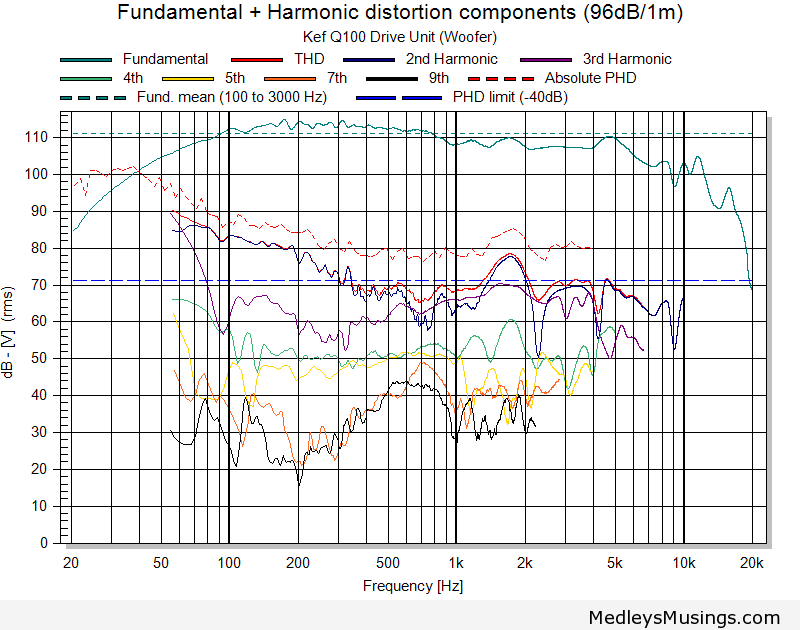 Fundamental + Harmonic distortion components (96dB/1m)
Kef Q100 Drive Unit (Woofer)
Fundamental THD 2nd Harmonic 3rd Harmonic
4th 5th 7th 9th Absolute PHD
Fund. mean (100 to 3000 Hz) PHD limit (-40dB)
dB - [V] (rms)
110
100
90
80
70
60
50
40
30
20
10
0
20 50 100 200 500 1k 2k 5k 10k 20k
Frequency [Hz]
MedleysMusings.com